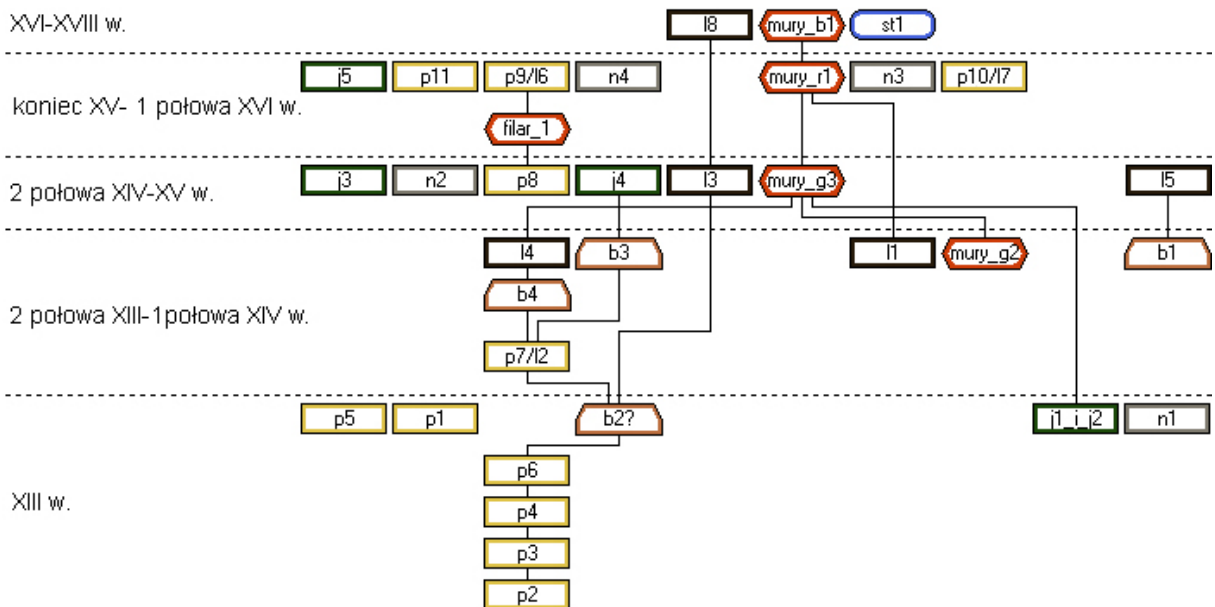 XVI-XVIII w.
l8 mury_b1 st1
j5 p11 p9/l6 n4 mury_r1 n3 p10/l7
koniec XV- 1 połowa XVI w.
filar_1
j3 n2 p8 j4 l3 mury_g3 l5
2 połowa XIV-XV w.
l4 b3 l1 mury_g2 b1
b4
2 połowa XIII-1połowa XIV w.
p7/l2
p5 p1 b2? j1_i_j2 n1
p6
XIII w.
p4
p3
p2